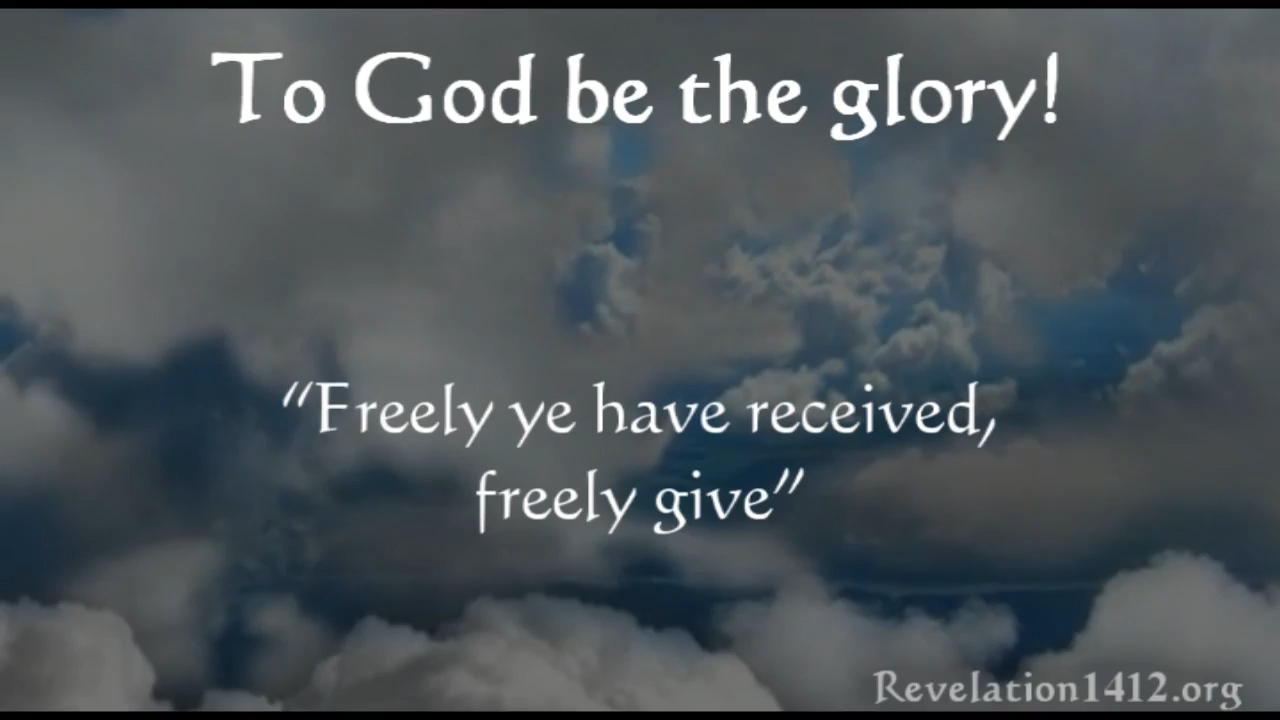 To God be the glory!
“Freely ye have received,
freely give”
Revelation1412.org